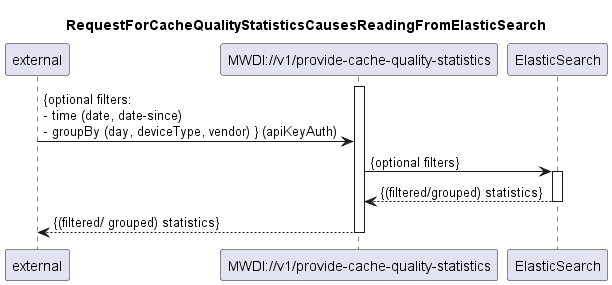 RequestForCacheQualityStatisticsCausesReadingFromElasticSearch
external
MWDI://v1/provide-cache-quality-statistics
ElasticSearch
{optional filters:
- time (date, date-since)
- groupBy (day, deviceType, vendor) } (apiKeyAuth)
{optional filters}
{(filtered/grouped) statistics}
{(filtered/ grouped) statistics}
external
MWDI://v1/provide-cache-quality-statistics
ElasticSearch